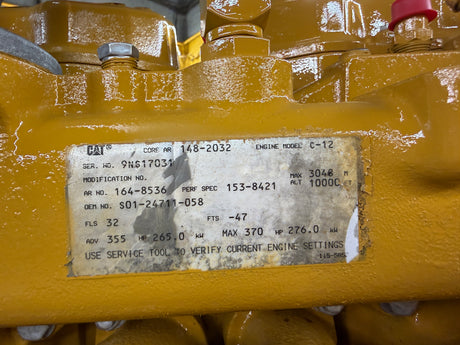 CAT® CORE AR 148-2032 ENGINE MODEL C-12
SER. NO. 9NS17031
MODIFICATION NO. MAX 3048 M
AR NO. 164-8536 PERF SPEC 153-8421 ALT 10000 FT
OEM NO. S01-24711-058
FLS 32 FTS -47
ADV 355 HP 265.0 kW MAX 370 HP 276.0 kW
USE SERVICE TOOL TO VERIFY CURRENT ENGINE SETTINGS